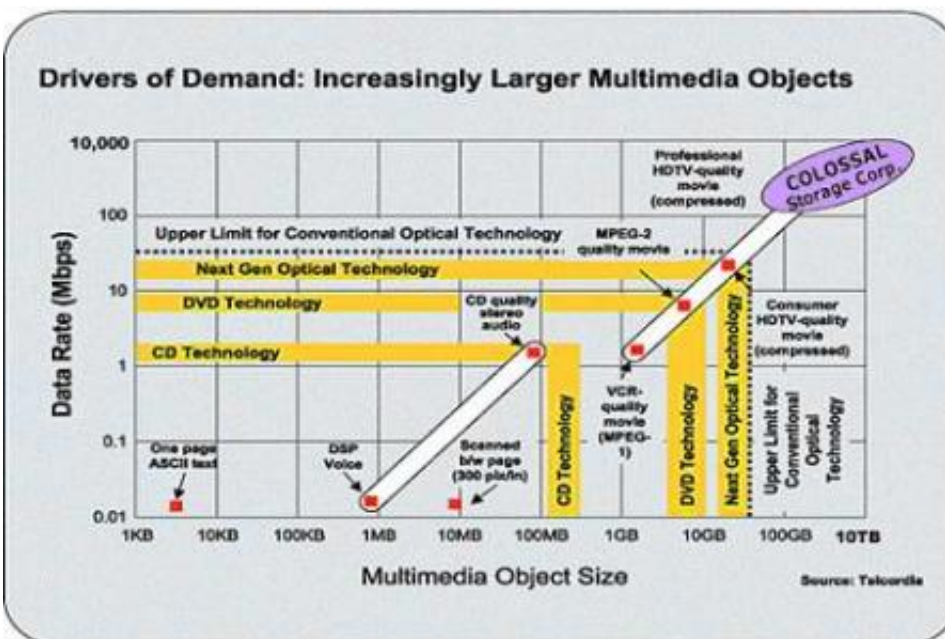 Drivers of Demand: Increasingly Larger Multimedia Objects
10,000
Professional
HDTV-quality
movie
(compressed)
COLOSSAL
Storage Corp.
100
Upper Limit for Conventional Optical Technology
MPEG-2
quality movie
Next Gen Optical Technology
10
DVD Technology
CD quality
stereo
audio
Consumer
HDTV-quality
movie
(compressed)
CD Technology
1
Data Rate (Mbps)
VCR-
quality
movie
(MPEG-
1)
0.1
One page
ASCII text
DSP
Voice
Scanned
b/w page
(300 pix/in)
CD Technology
DVD Technology
Next Gen Optical Technology
Upper Limit for
Conventional
Optical
Technology
0.01
1KB 10KB 100KB 1MB 10MB 100MB 1GB 10GB 100GB 10TB
Multimedia Object Size
Source: Telcordia